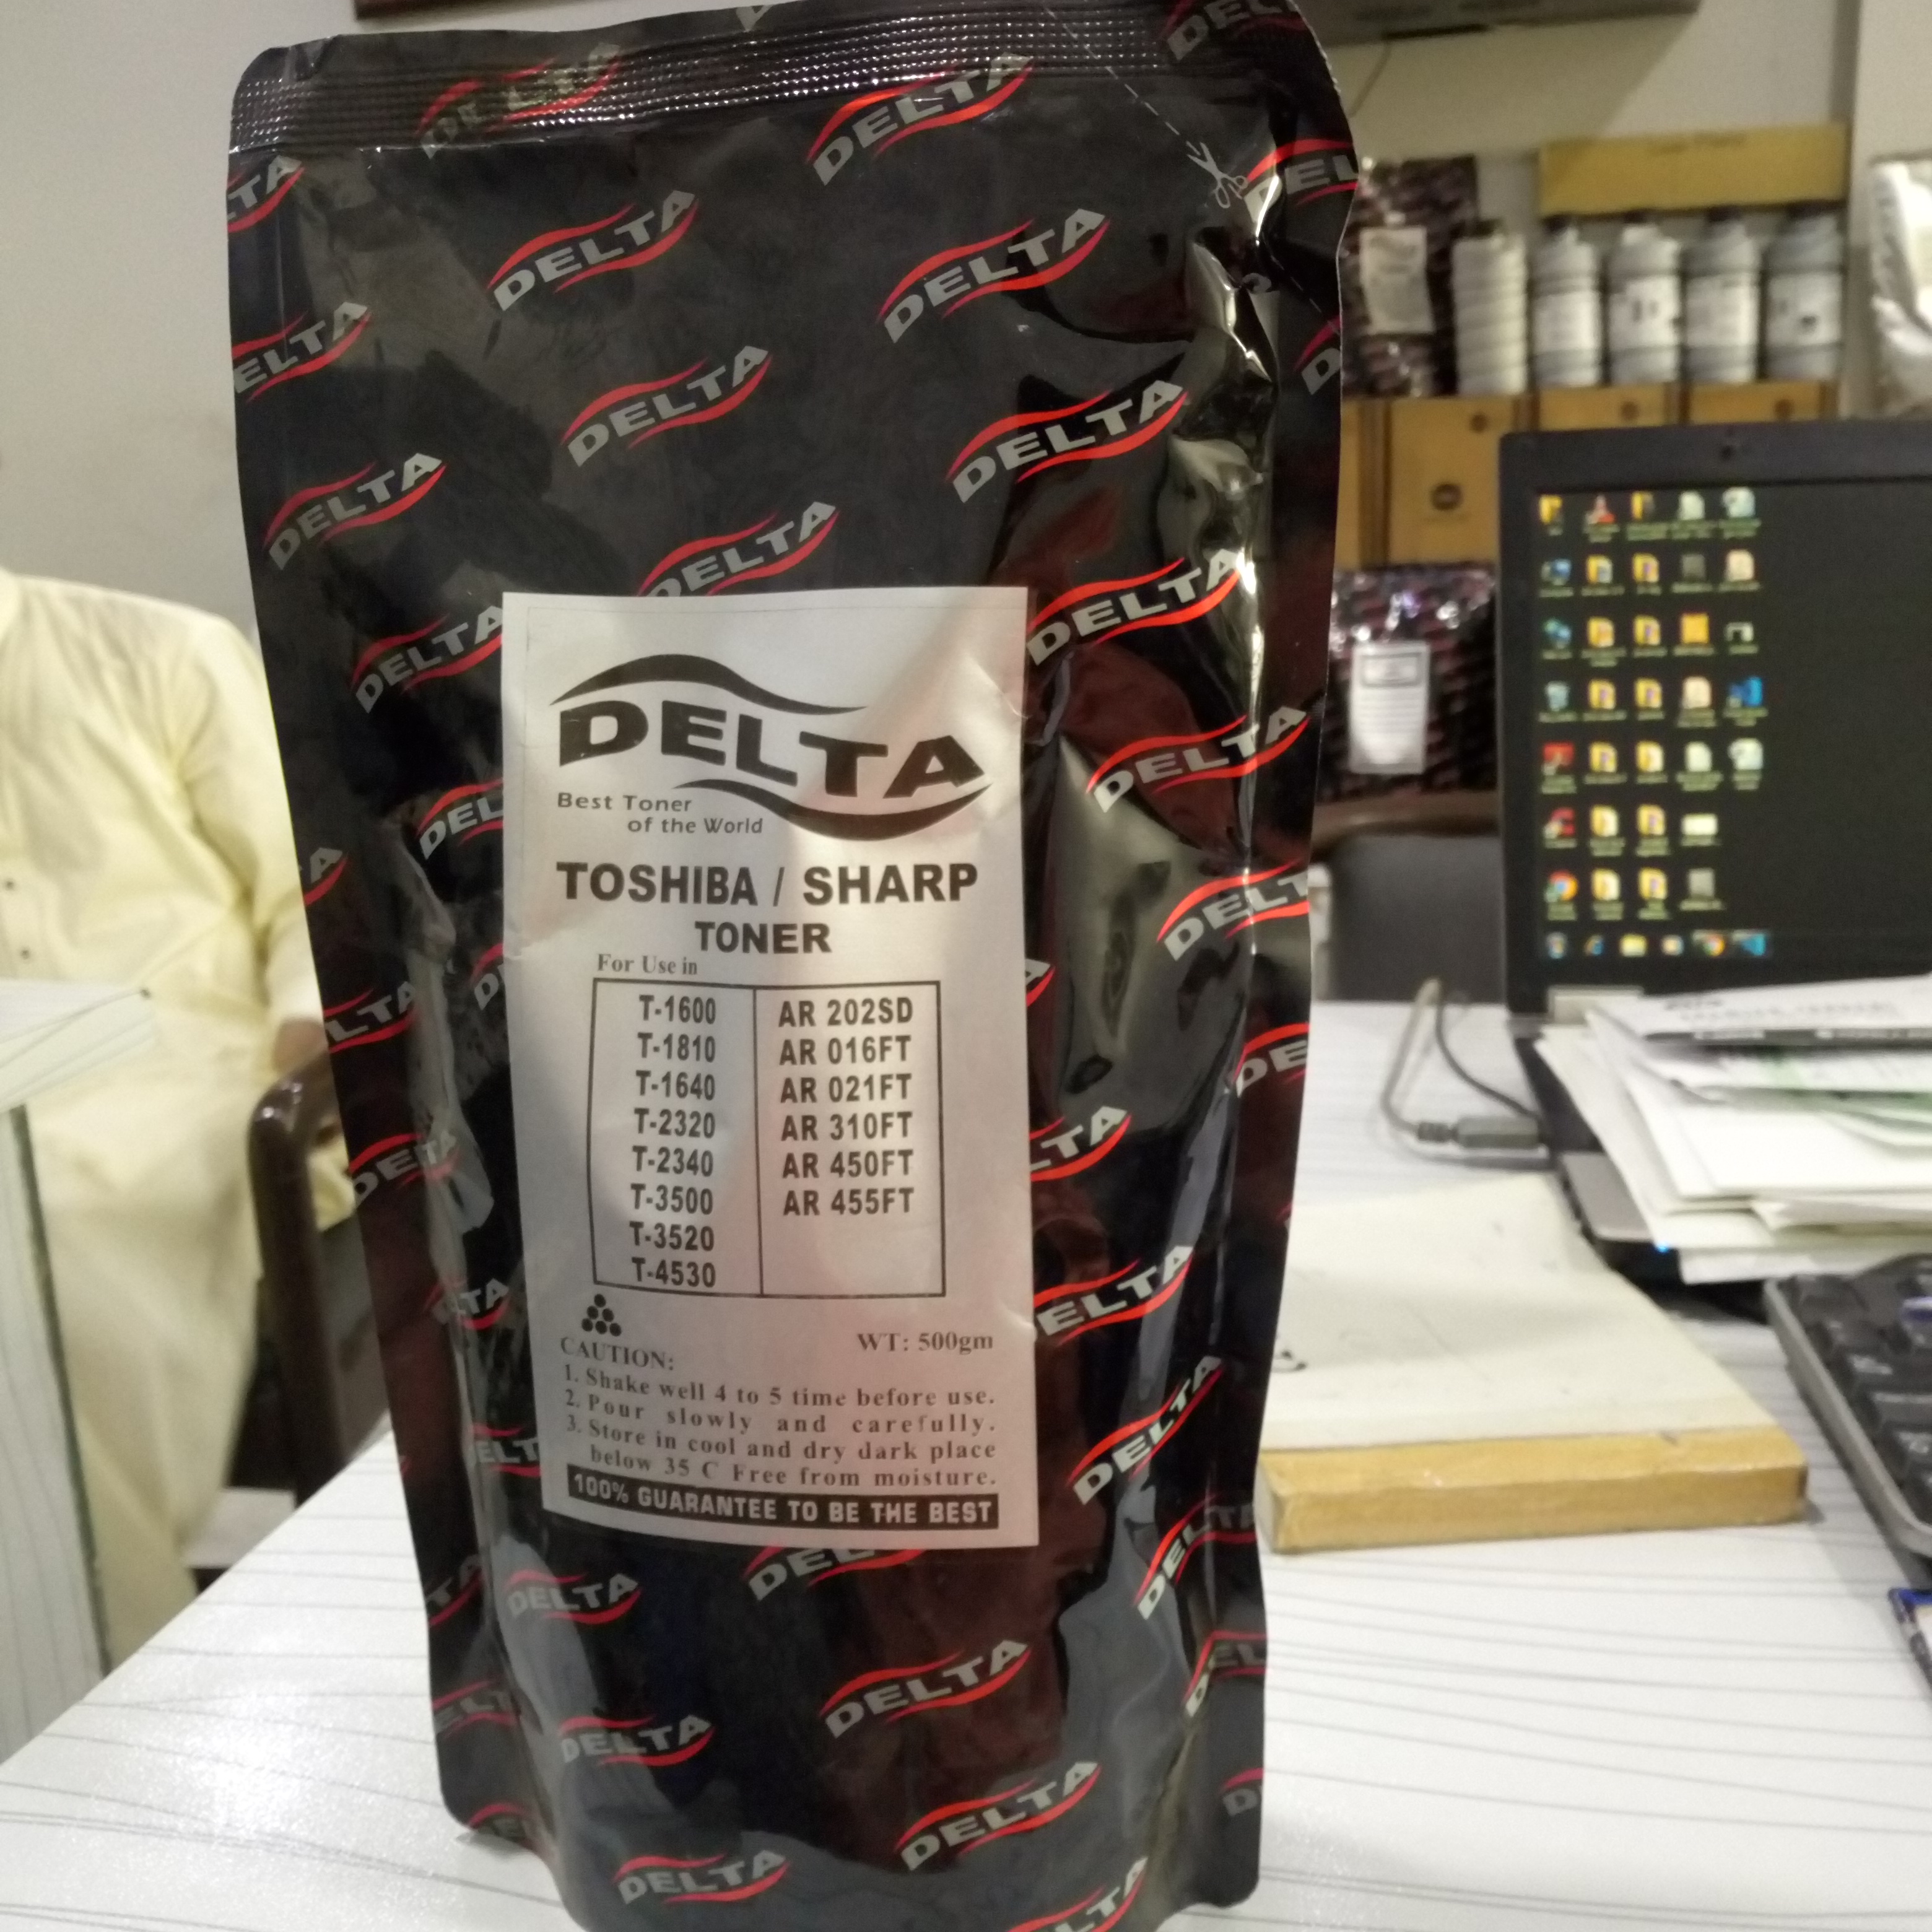 DELTA
Best Toner
of the World
TOSHIBA / SHARP
TONER
For Use in
T-1600 AR 202SD
T-1810 AR 016FT
T-1640 AR 021FT
T-2320 AR 310FT
T-2340 AR 450FT
T-3500 AR 455FT
T-3520
T-4530
WT: 500gm
CAUTION:
1. Shake well 4 to 5 time before use.
2. Pour slowly and carefully.
3. Store in cool and dry dark place
below 35 C Free from moisture.
100% GUARANTEE TO BE THE BEST